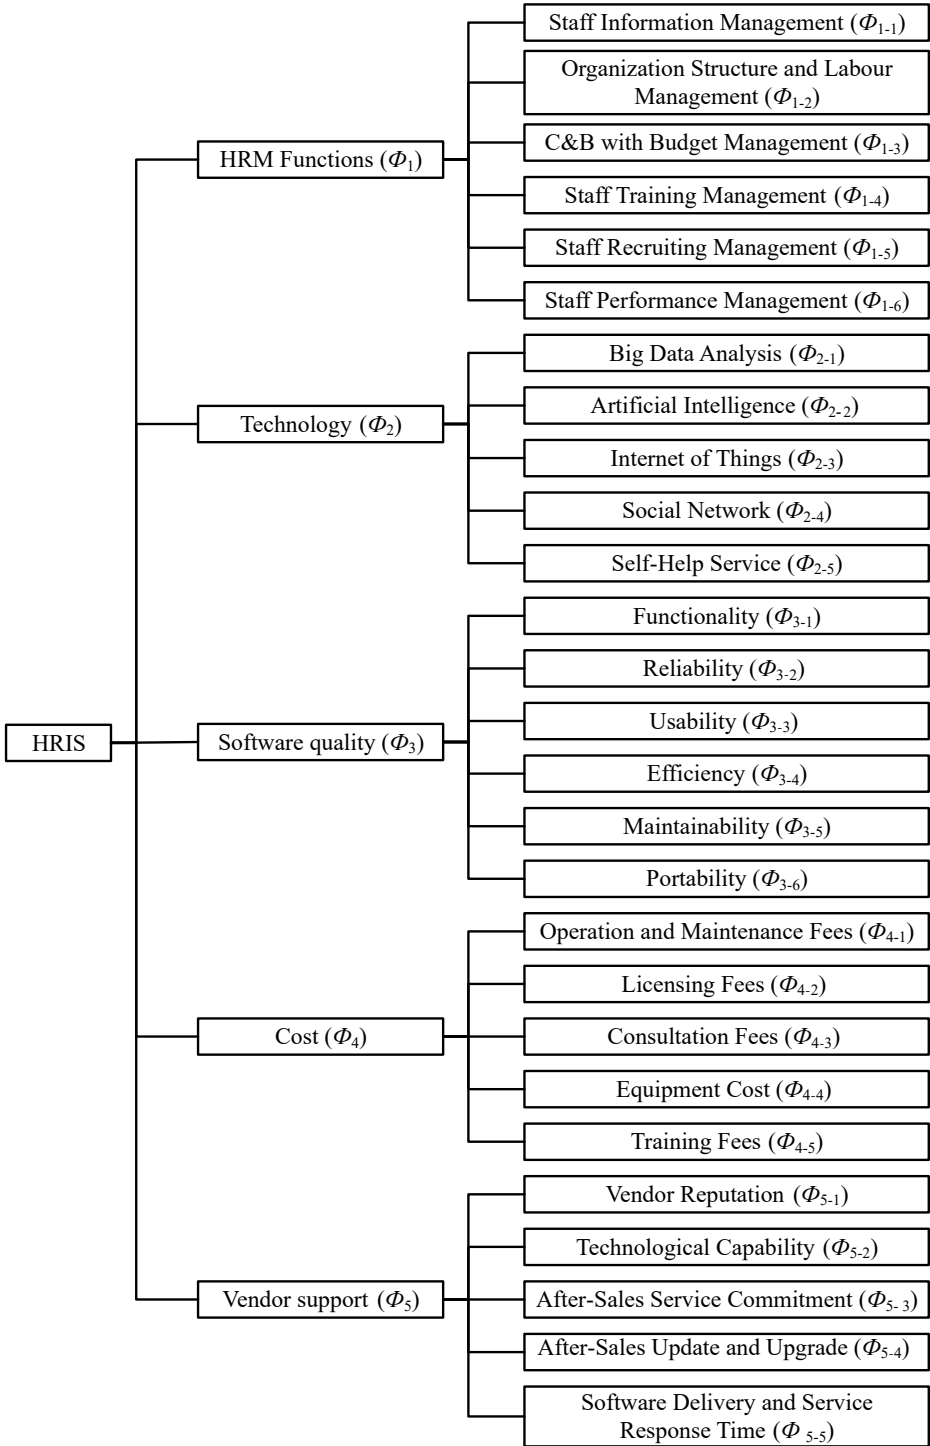 Staff Information Management (Φ1-1)
Organization Structure and Labour
Management (Φ1-2)
C&B with Budget Management (Φ1-3)
HRM Functions (Φ1)
Staff Training Management (Φ1-4)
Staff Recruiting Management (Φ1-5)
Staff Performance Management (Φ1-6)
Big Data Analysis (Φ2-1)
Artificial Intelligence (Φ2-2)
Technology (Φ2)
Internet of Things (Φ2-3)
Social Network (Φ2-4)
Self-Help Service (Φ2-5)
Functionality (Φ3-1)
Reliability (Φ3-2)
Usability (Φ3-3)
HRIS
Software quality (Φ3)
Efficiency (Φ3-4)
Maintainability (Φ3-5)
Portability (Φ3-6)
Operation and Maintenance Fees (Φ4-1)
Licensing Fees (Φ4-2)
Cost (Φ4)
Consultation Fees (Φ4-3)
Equipment Cost (Φ4-4)
Training Fees (Φ4-5)
Vendor Reputation (Φ5-1)
Technological Capability (Φ5-2)
Vendor support (Φ5)
After-Sales Service Commitment (Φ5-3)
After-Sales Update and Upgrade (Φ5-4)
Software Delivery and Service
Response Time (Φ 5-5)